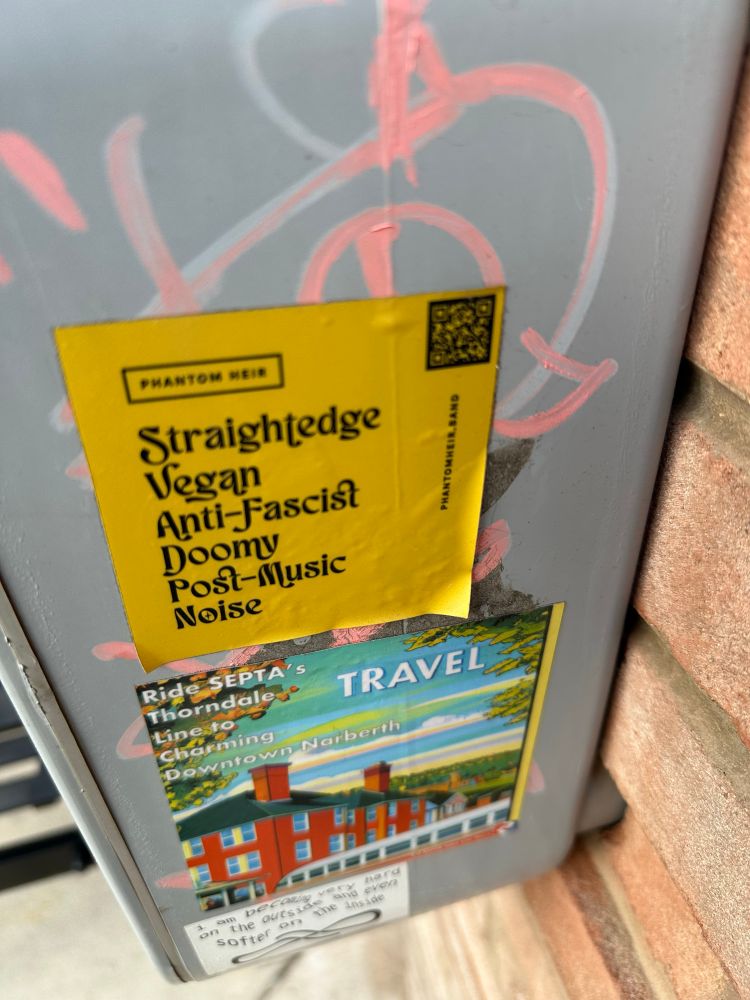 PHANTOM HEIR
Straightedge
Vegan
Anti-Fascist
Doomy
Post-Music
Noise
PHANTOMHEIR.BAND
Ride SEPTA's
Thorndale
Line to
Charming
Downtown Narberth
TRAVEL
i am becoming very hard
on the outside and even
softer on the inside